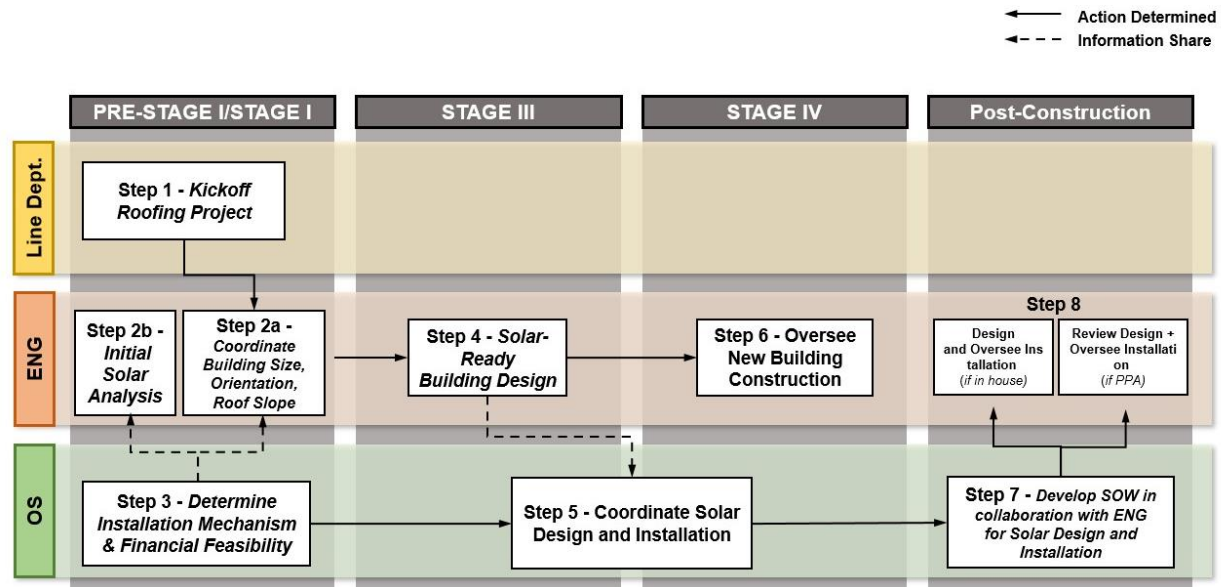 Action Determined
Information Share
PRE-STAGE I/STAGE I
STAGE III
STAGE IV
Post-Construction
Line Dept.
Step 1 - Kickoff
Roofing Project
ENG
Step 2b -
Initial
Solar
Analysis
Step 2a -
Coordinate
Building Size,
Orientation,
Roof Slope
Step 4 - Solar-
Ready
Building Design
Step 6 - Oversee
New Building
Construction
Step 8
Design
and Oversee Ins
tallation
(if in house)
Review Design +
Oversee Installati
on
(if PPA)
OS
Step 3 - Determine
Installation Mechanism
& Financial Feasibility
Step 5 - Coordinate Solar
Design and Installation
Step 7 - Develop SOW in
collaboration with ENG
for Solar Design and
Installation